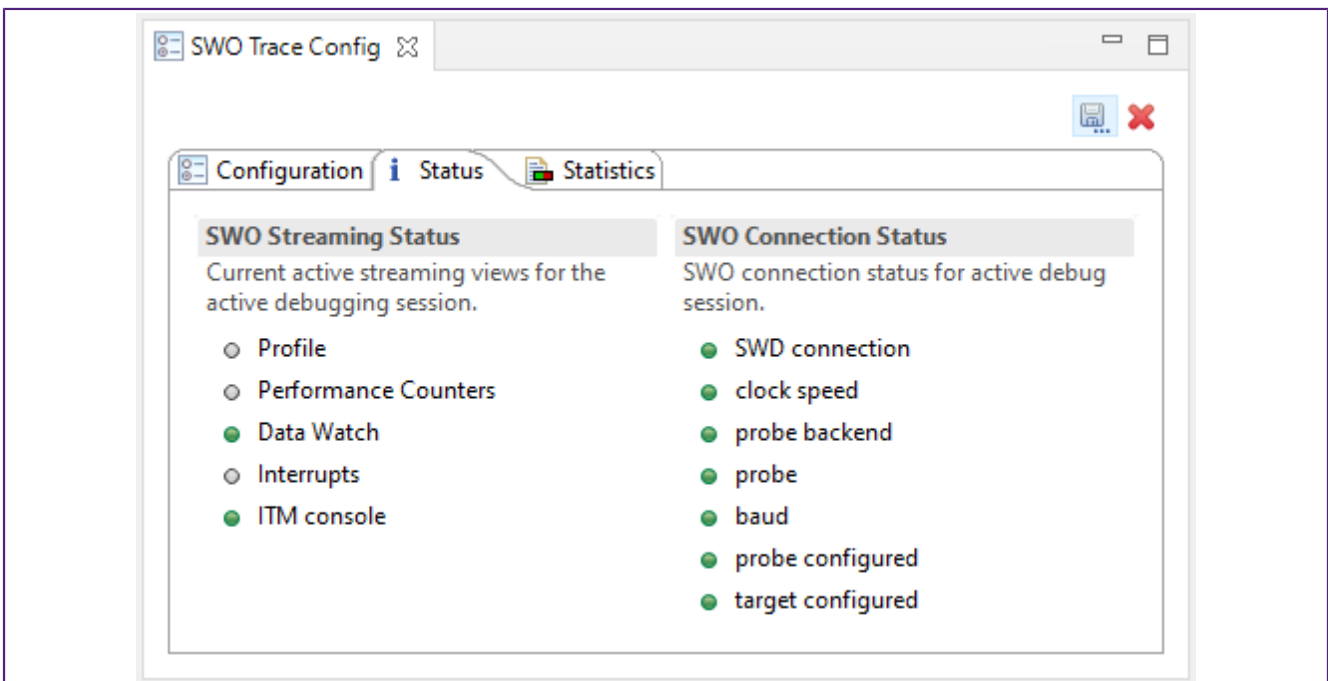 SWO Trace Config
Configuration
Status
Statistics
SWO Streaming Status
Current active streaming views for the
active debugging session.
Profile
Performance Counters
Data Watch
Interrupts
ITM console
SWO Connection Status
SWO connection status for active debug
session.
SWD connection
clock speed
probe backend
probe
baud
probe configured
target configured